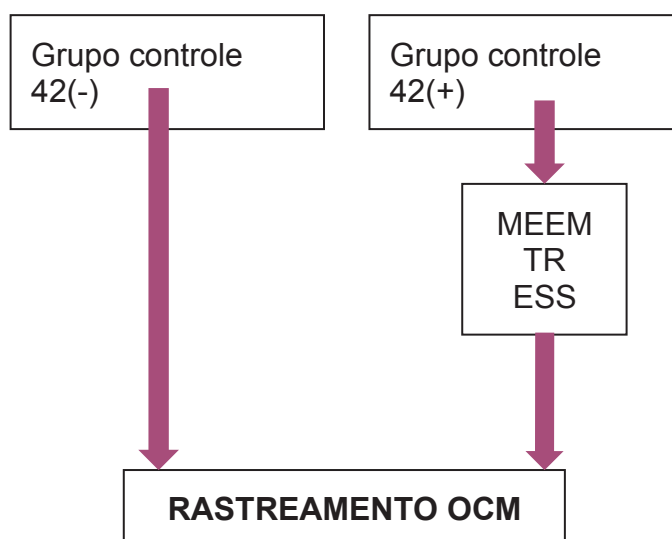 Grupo controle
42(-)
Grupo controle
42(+)
MEEM
TR
ESS
RASTREAMENTO OCM